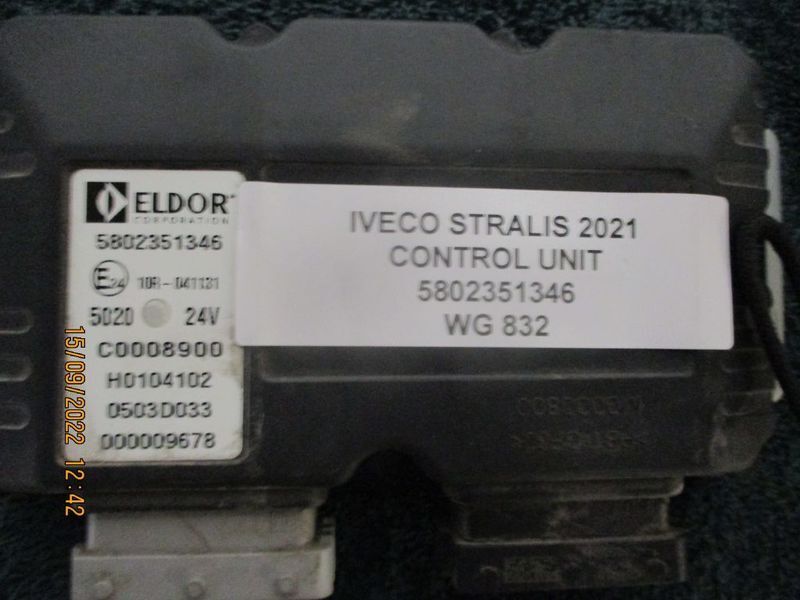 ELDOR
CORPORATION
5802351346
E24 10R-041131
5020 24V
C0008900
H0104102
0503D033
000009678
IVECO STRALIS 2021
CONTROL UNIT
5802351346
WG 832
15/09/2022 12:42